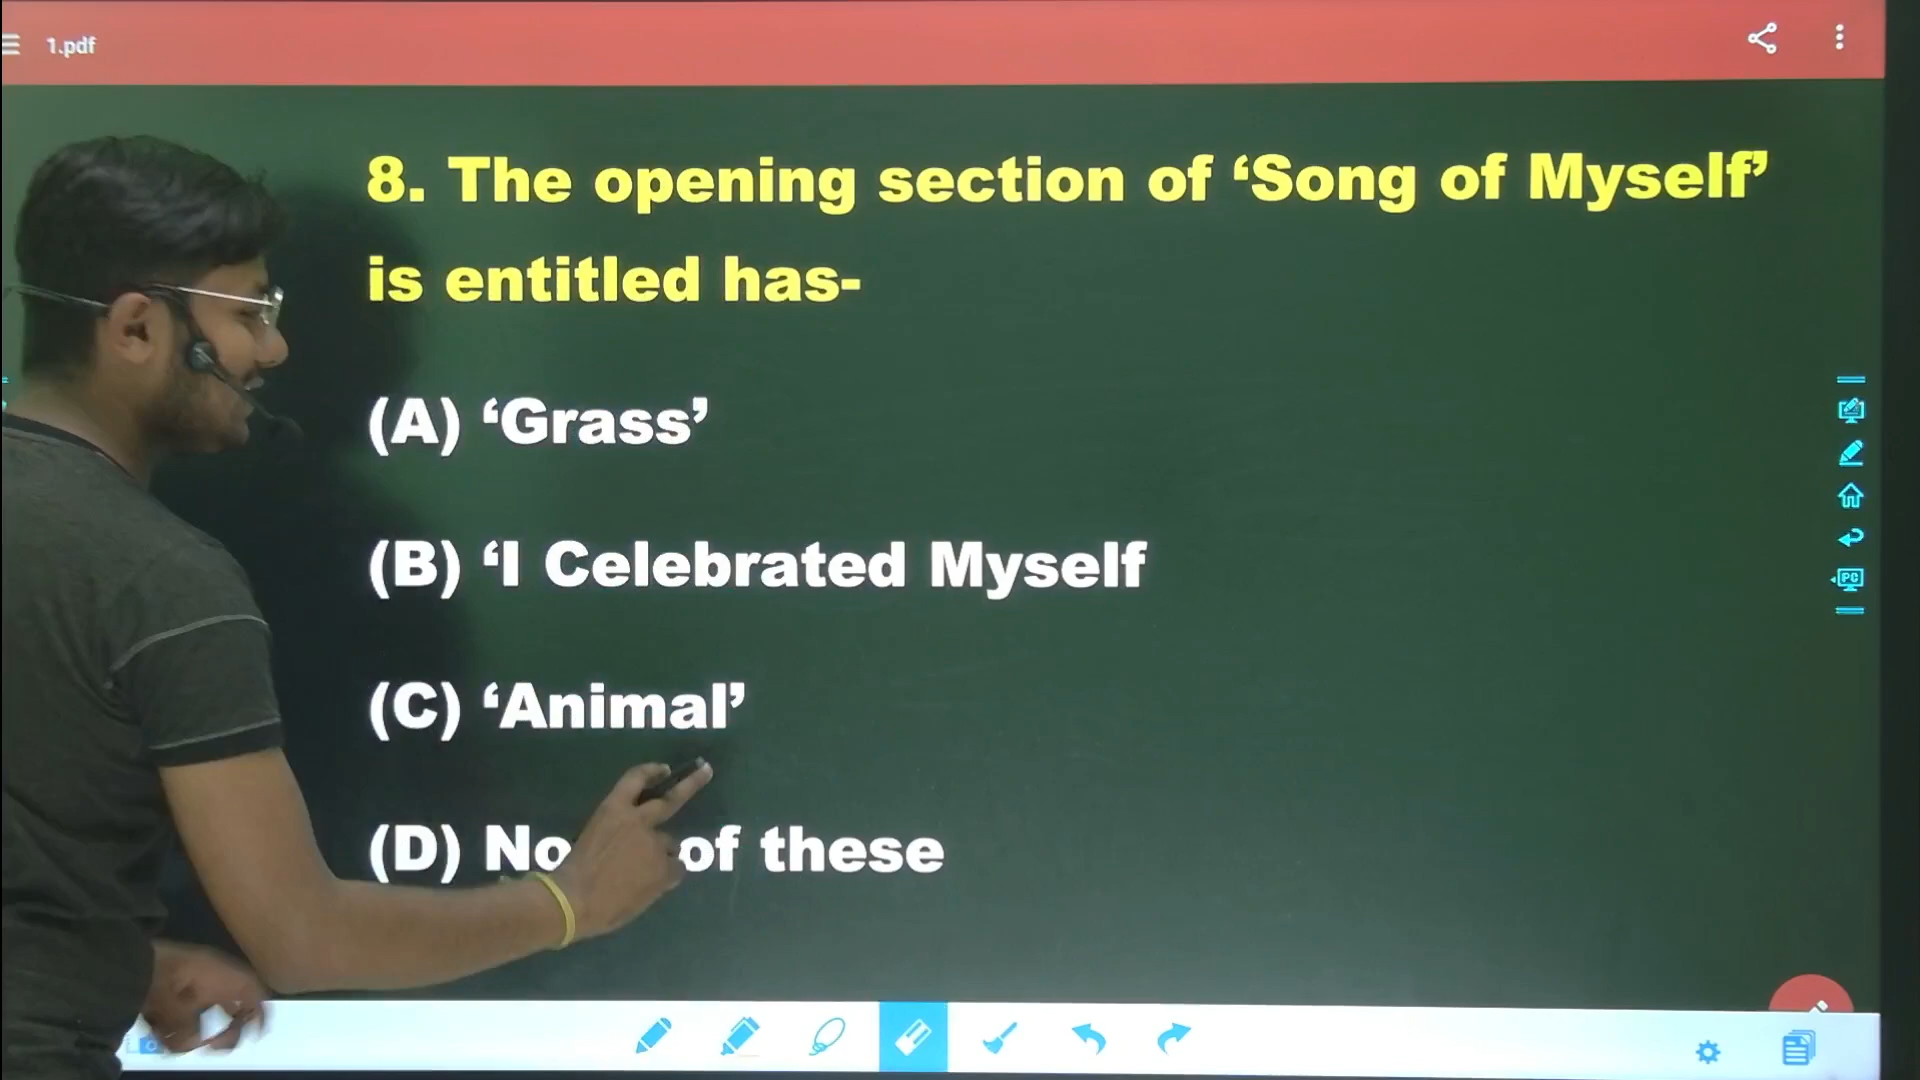 1.pdf
8. The opening section of ‘Song of Myself’
is entitled has-
(A) ‘Grass’
(B) ‘I Celebrated Myself
(C) ‘Animal’
(D) of these
PC